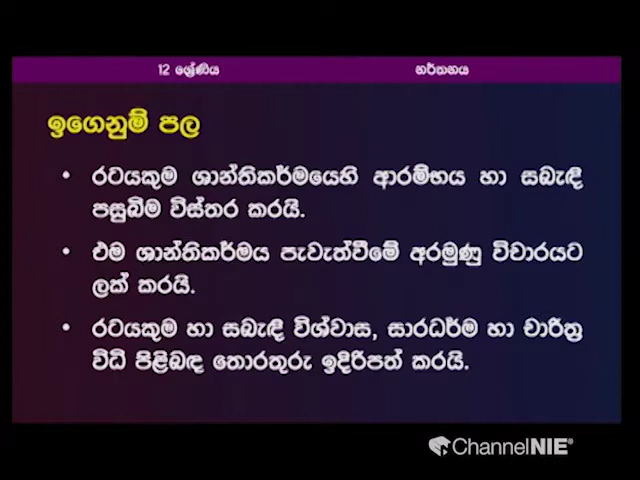 12 ශ්‍රේණිය නර්තනය
ඉගෙනුම් පල
• රටයකුම ශාන්තිකර්මයෙහි ආරම්භය හා සබැඳි
පසුබිම විස්තර කරයි.
• එම ශාන්තිකර්මය පැවැත්වීමේ අරමුණු විචාරයට
ලක් කරයි.
• රටයකුම හා සබැඳි විශ්වාස, සාරධර්ම හා චාරිත්‍ර
විධි පිළිබඳ තොරතුරු ඉදිරිපත් කරයි.
ChannelNIE®